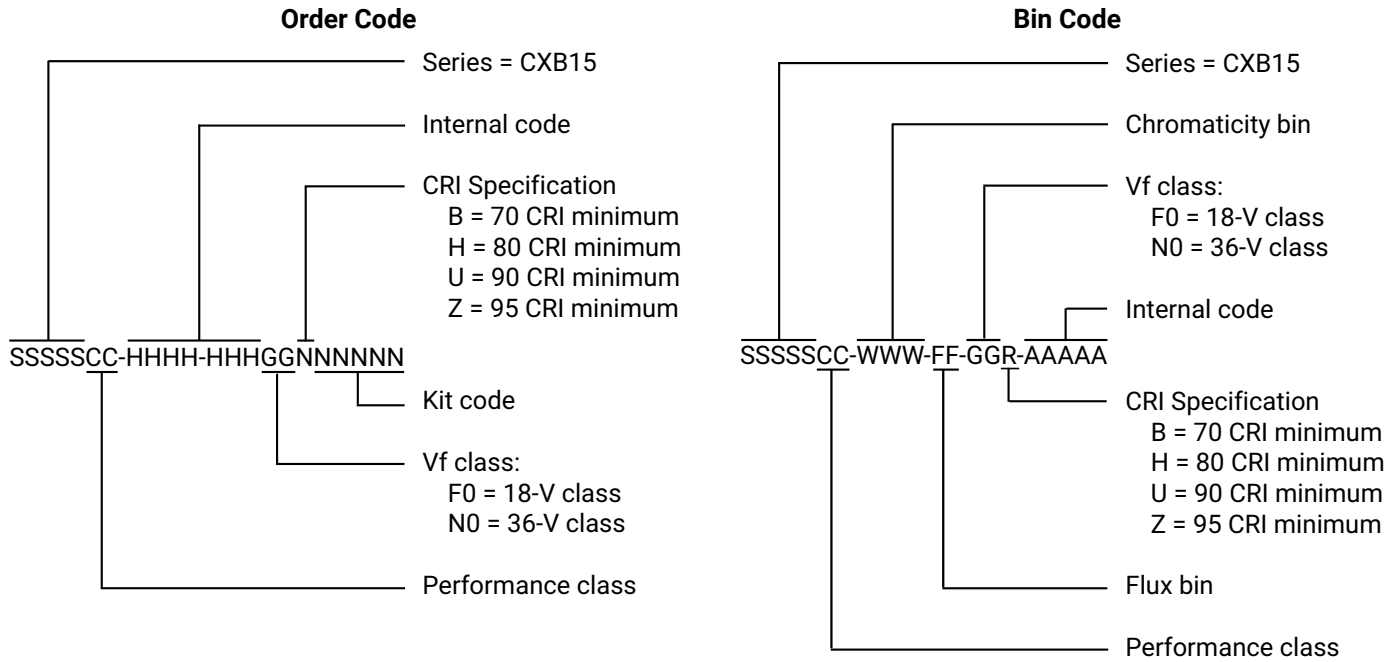 Order Code
Series = CXB15
Internal code
CRI Specification
B = 70 CRI minimum
H = 80 CRI minimum
U = 90 CRI minimum
Z = 95 CRI minimum
SSSSSCC-HHHH-HHHGGNNNNNN
Kit code
Vf class:
F0 = 18-V class
N0 = 36-V class
Performance class
Bin Code
Series = CXB15
Chromaticity bin
Vf class:
F0 = 18-V class
N0 = 36-V class
Internal code
SSSSSCC-WWW-FF-GGR-AAAAA
CRI Specification
B = 70 CRI minimum
H = 80 CRI minimum
U = 90 CRI minimum
Z = 95 CRI minimum
Flux bin
Performance class